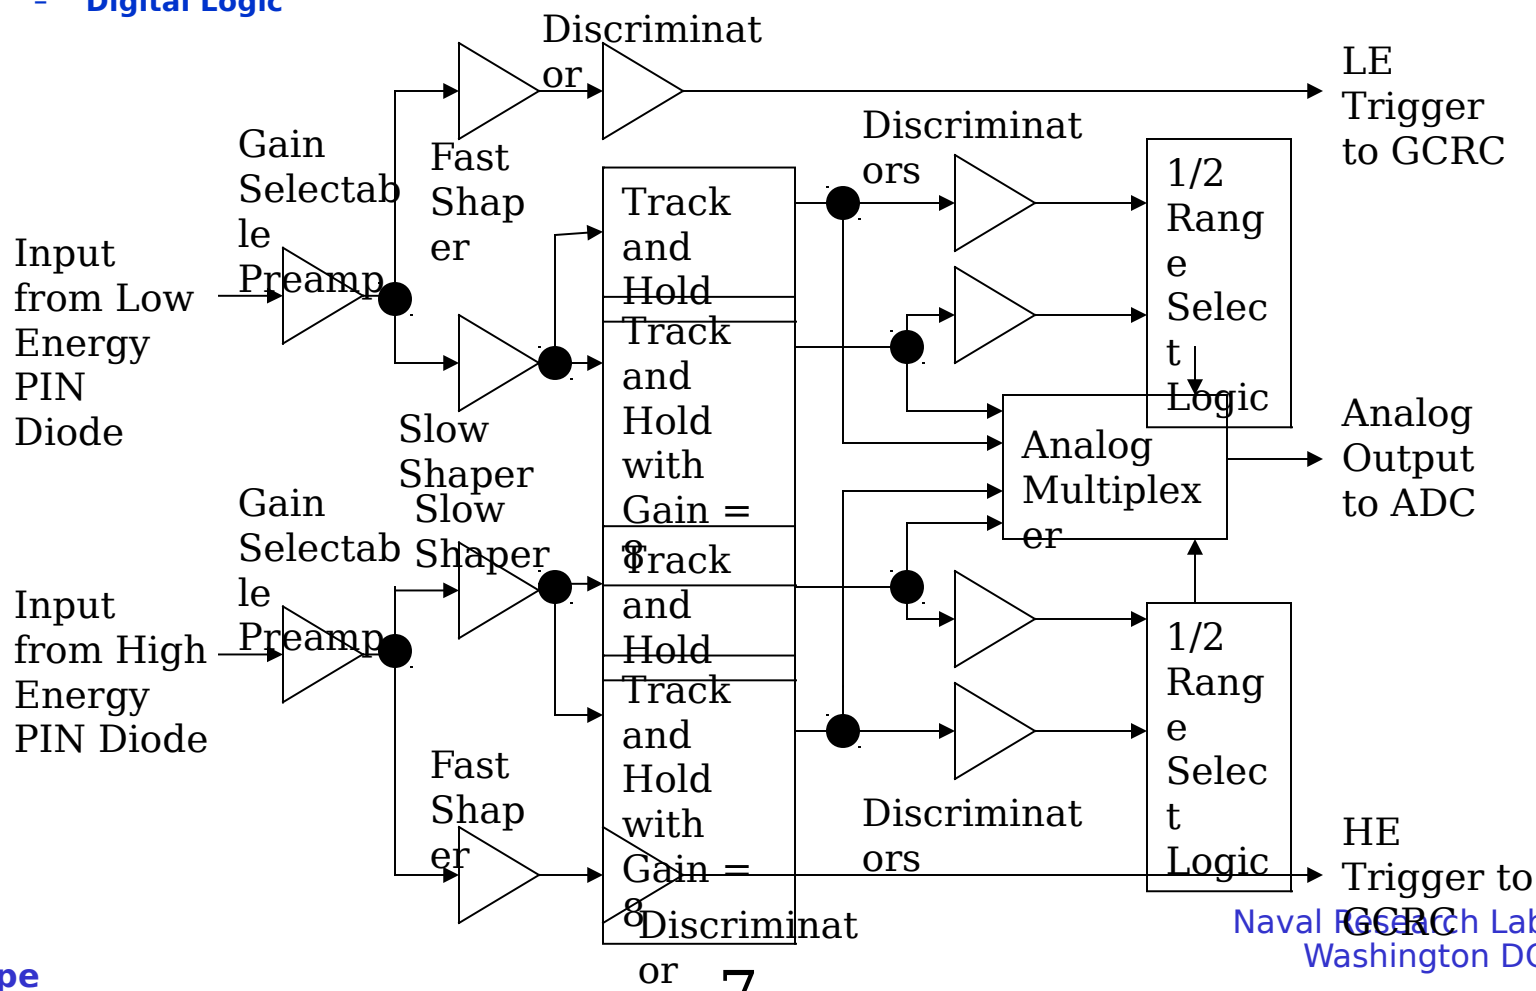 – Digital Logic
Discriminat
or
LE
Trigger
to GCRC
Gain
Selectab
le
Preamp
Fast
Shap
er
Discriminat
ors
Track
and
Hold
1/2
Rang
e
Selec
t
Logic
Input
from Low
Energy
PIN
Diode
Track
and
Hold
with
Gain =
8
Slow
Shaper
Analog
Multiplex
er
Analog
Output
to ADC
Gain
Selectab
le
Preamp
Slow
Shaper
Track
and
Hold
Input
from High
Energy
PIN Diode
1/2
Rang
e
Selec
t
Logic
Track
and
Hold
with
Gain =
8
Fast
Shap
er
Discriminat
ors
HE
Trigger to
GCRC
Discriminat
or
Naval Research Lab
Washington DC
pe
7